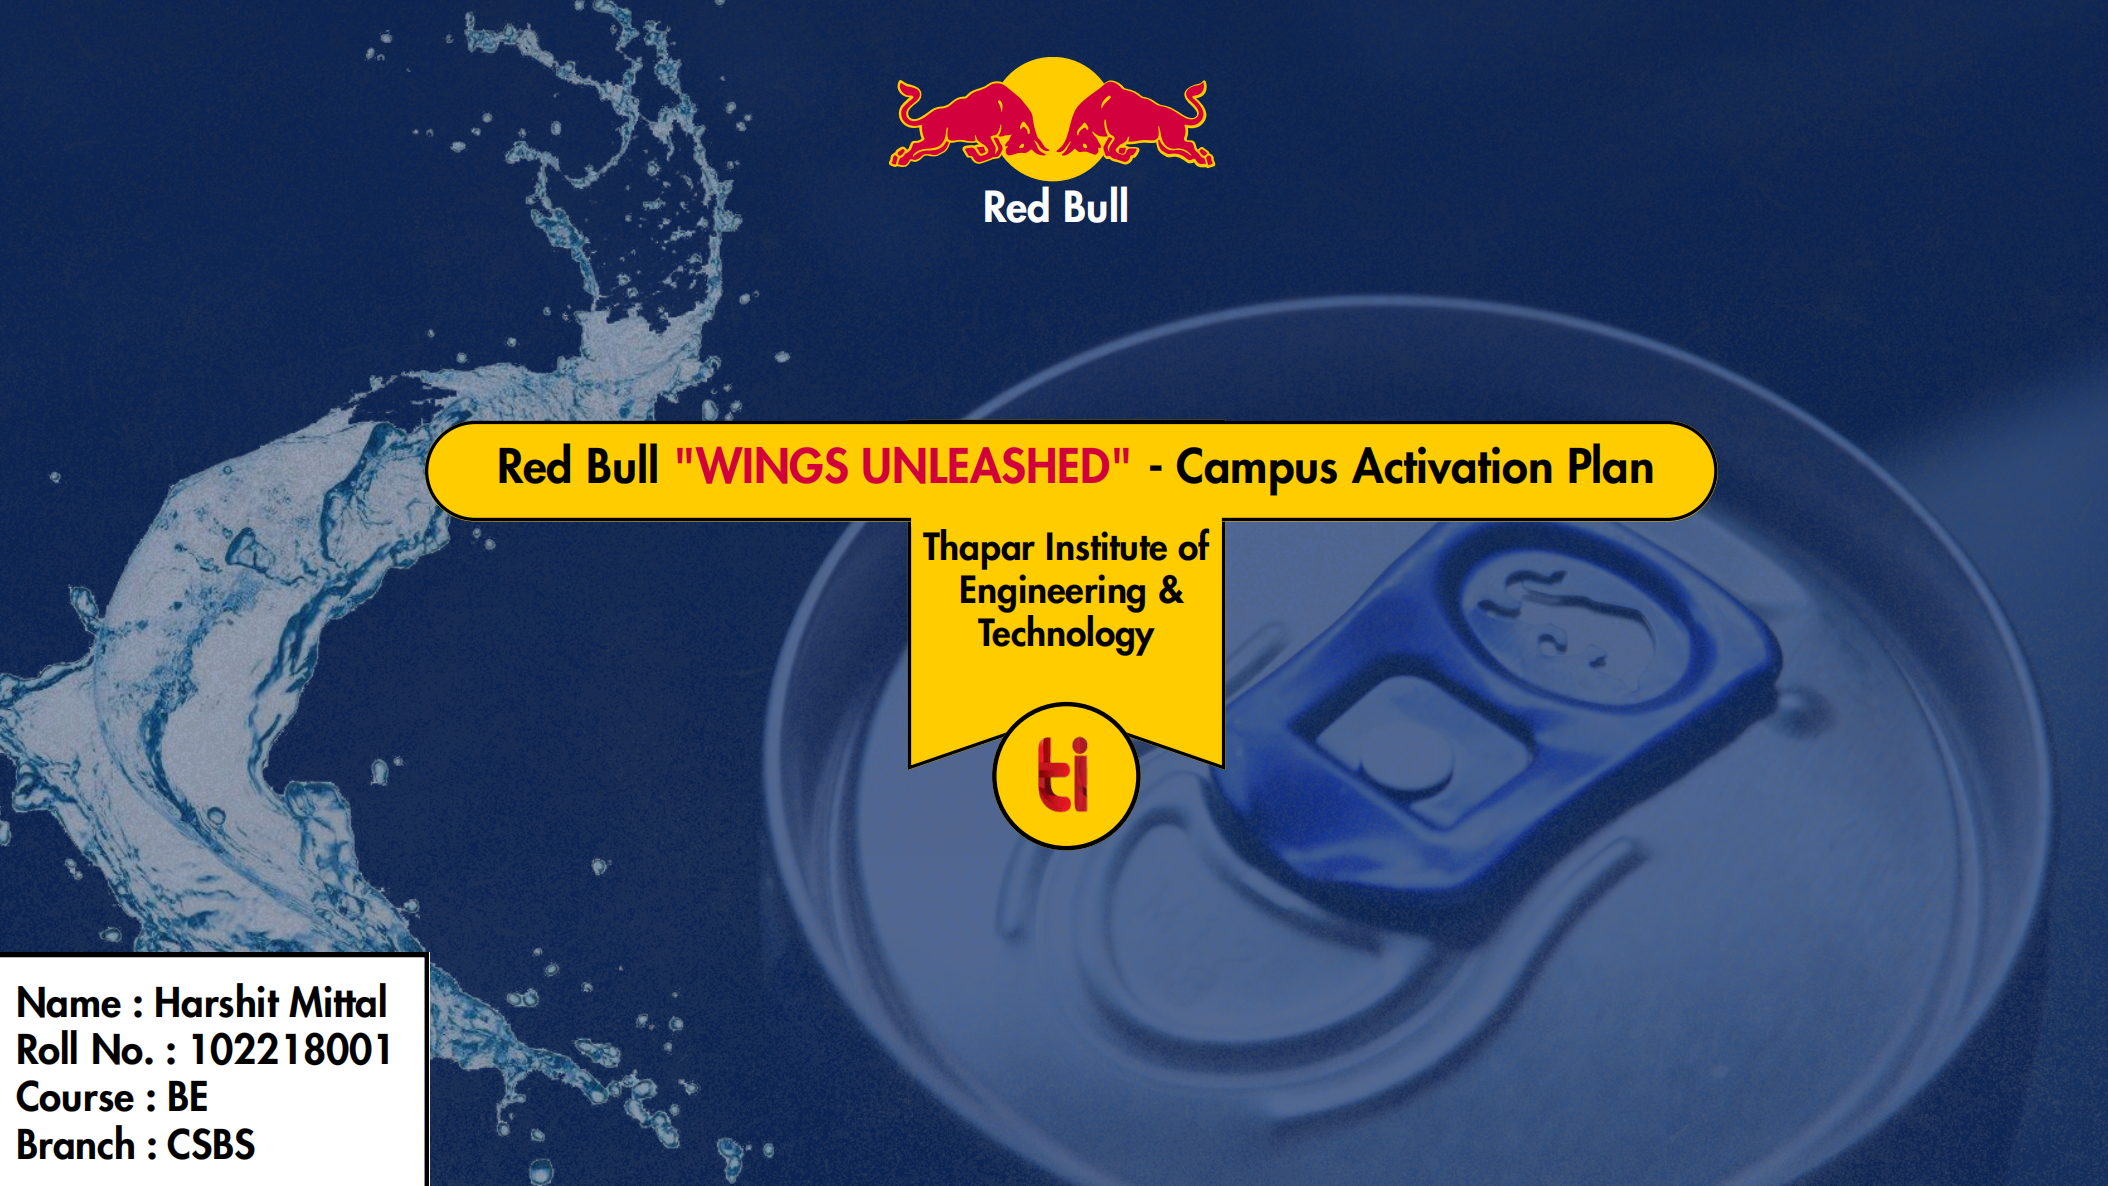 Red Bull
Red Bull "WINGS UNLEASHED" - Campus Activation Plan
Thapar Institute of
Engineering &
Technology
ti
Name : Harshit Mittal
Roll No. : 102218001
Course : BE
Branch : CSBS